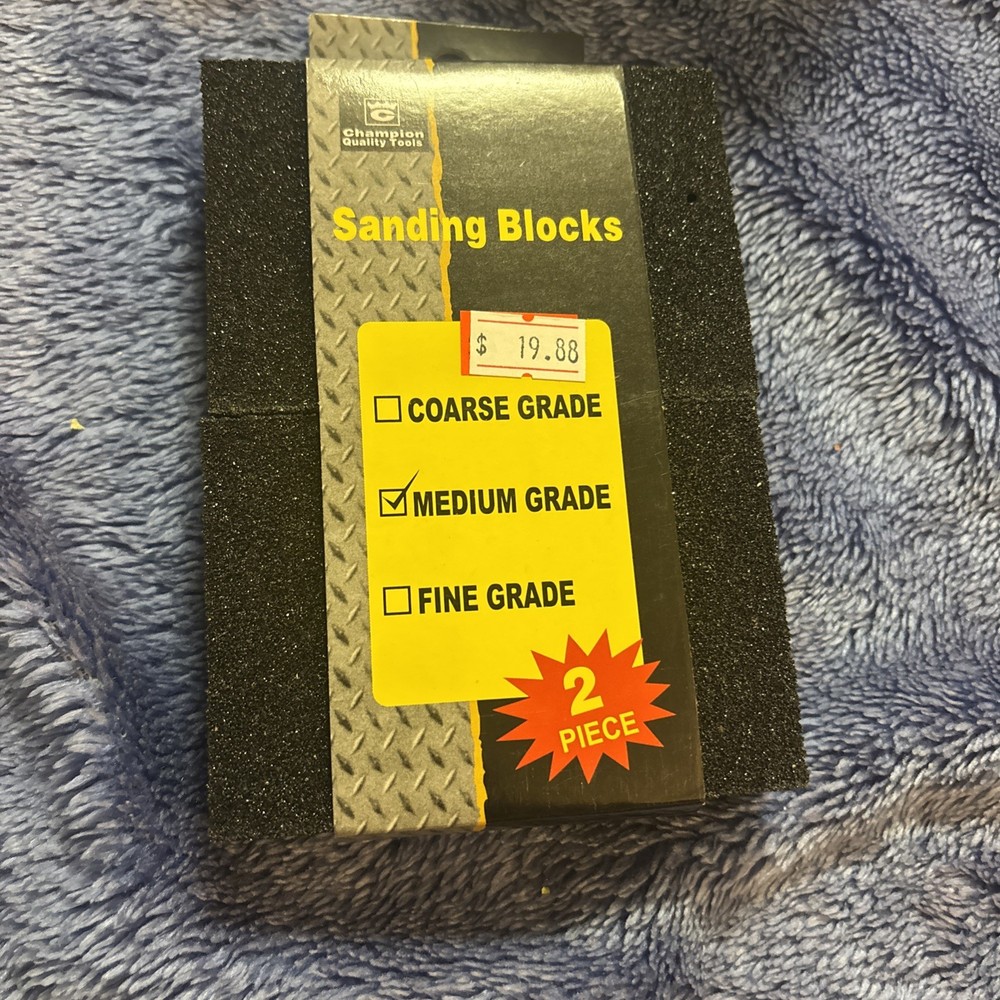 C
Champion
Quality Tools
Sanding Blocks
$ 19.88
COARSE GRADE
MEDIUM GRADE
FINE GRADE
2
PIECE